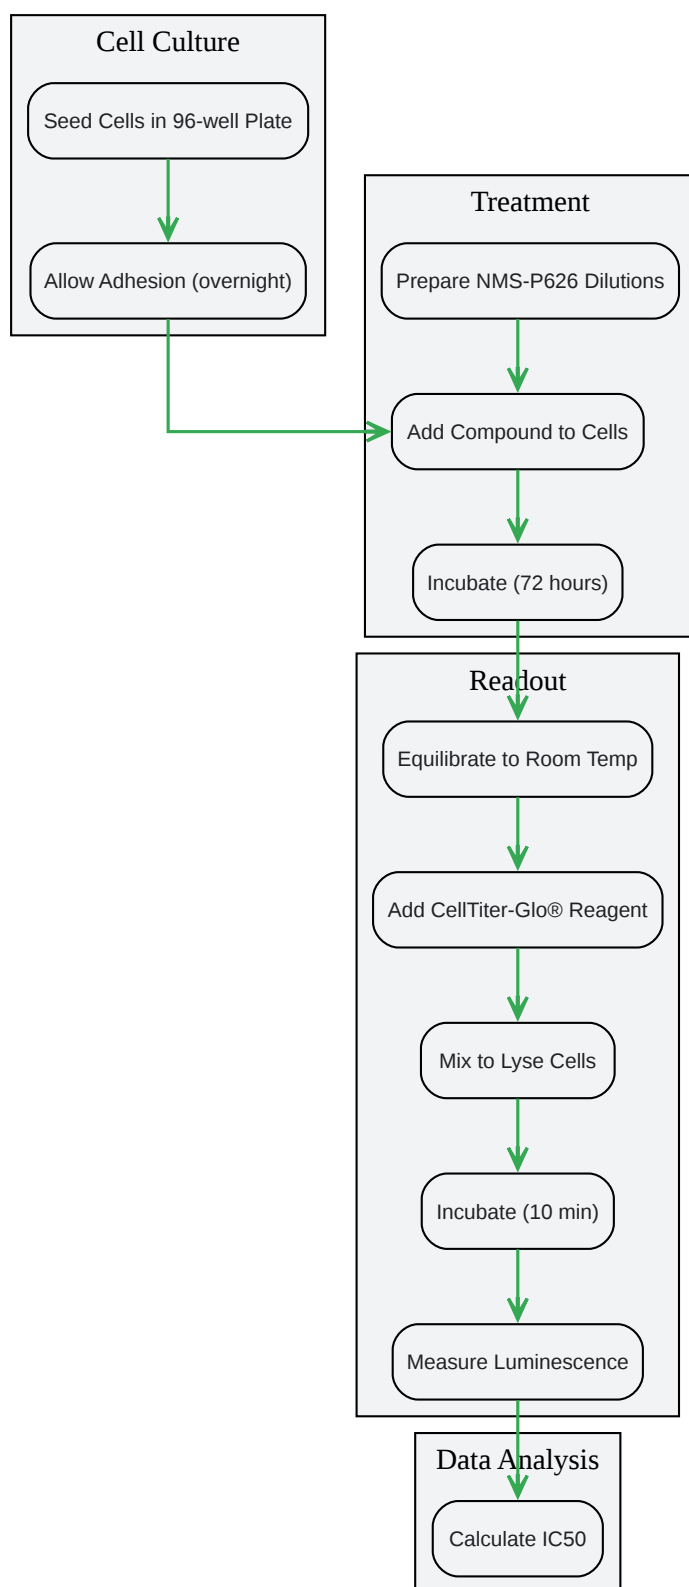 Cell Culture
Seed Cells in 96-well Plate
Allow Adhesion (overnight)
Treatment
Prepare NMS-P626 Dilutions
Add Compound to Cells
Incubate (72 hours)
Readout
Equilibrate to Room Temp
Add CellTiter-Glo® Reagent
Mix to Lyse Cells
Incubate (10 min)
Measure Luminescence
Data Analysis
Calculate IC50